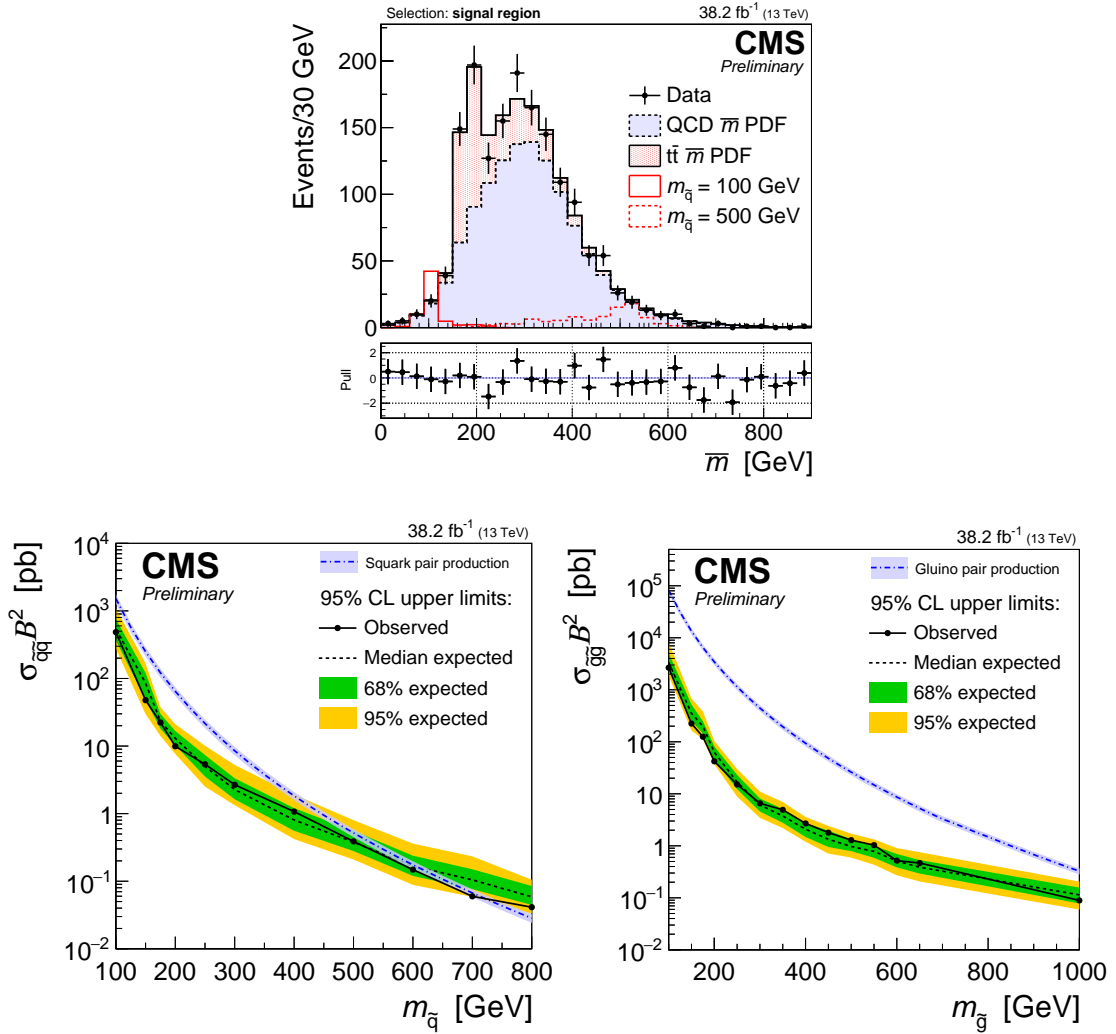 Selection: signal region 38.2 fb⁻¹ (13 TeV)
CMS
Preliminary
Events/30 GeV
200
150
100
50
0
Data
QCD m̅ PDF
tt̄ m̅ PDF
m_q̃ = 100 GeV
m_q̃ = 500 GeV
Pull
2
0
−2
0 200 400 600 800
m̅ [GeV]
38.2 fb⁻¹ (13 TeV)
CMS
Preliminary
σ_q̃q̃ B² [pb]
10⁴
10³
10²
10
1
10⁻¹
10⁻²
Squark pair production
95% CL upper limits:
Observed
Median expected
68% expected
95% expected
100 200 300 400 500 600 700 800
m_q̃ [GeV]
38.2 fb⁻¹ (13 TeV)
CMS
Preliminary
σ_g̃g̃ B² [pb]
10⁵
10⁴
10³
10²
10
1
10⁻¹
10⁻²
Gluino pair production
95% CL upper limits:
Observed
Median expected
68% expected
95% expected
200 400 600 800 1000
m_g̃ [GeV]